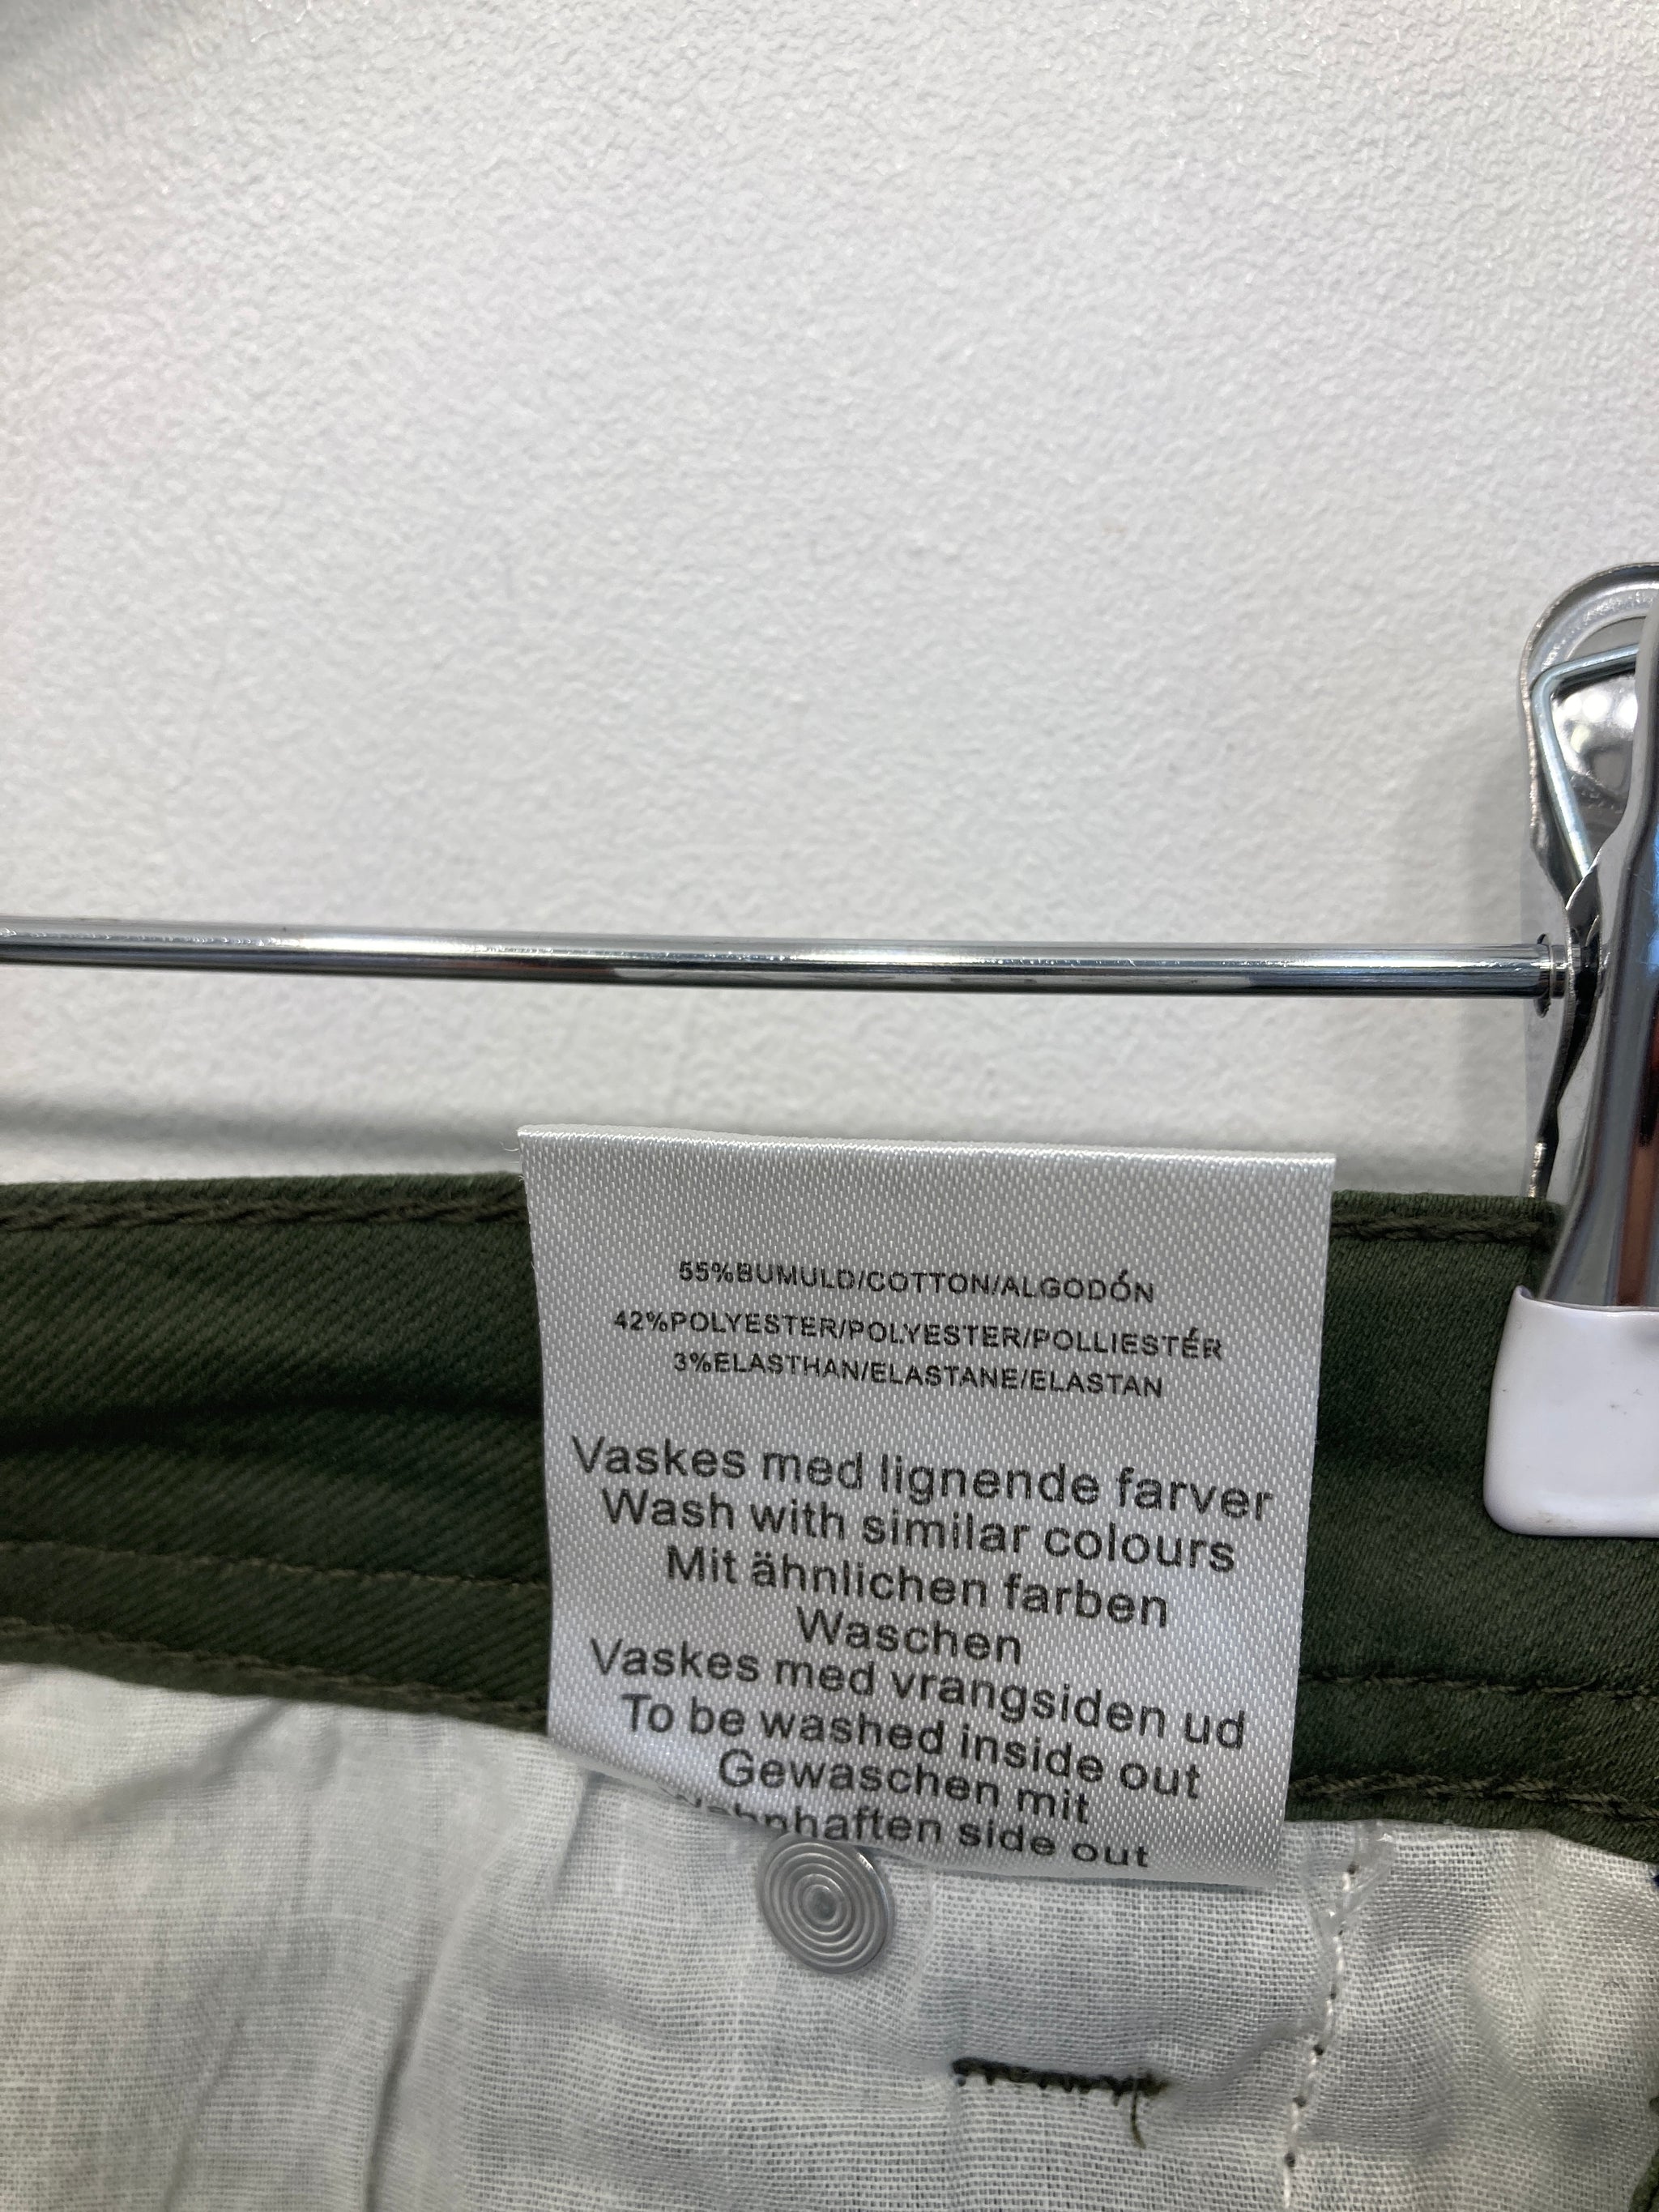 55%BUMULD/COTTON/ALGODÓN
42%POLYESTER/POLYESTER/POLLIESTÉR
3%ELASTHAN/ELASTANE/ELASTAN
Vaskes med lignende farver
Wash with similar colours
Mit ähnlichen farben
Waschen
Vaskes med vrangsiden ud
To be washed inside out
Gewaschen mit
side out